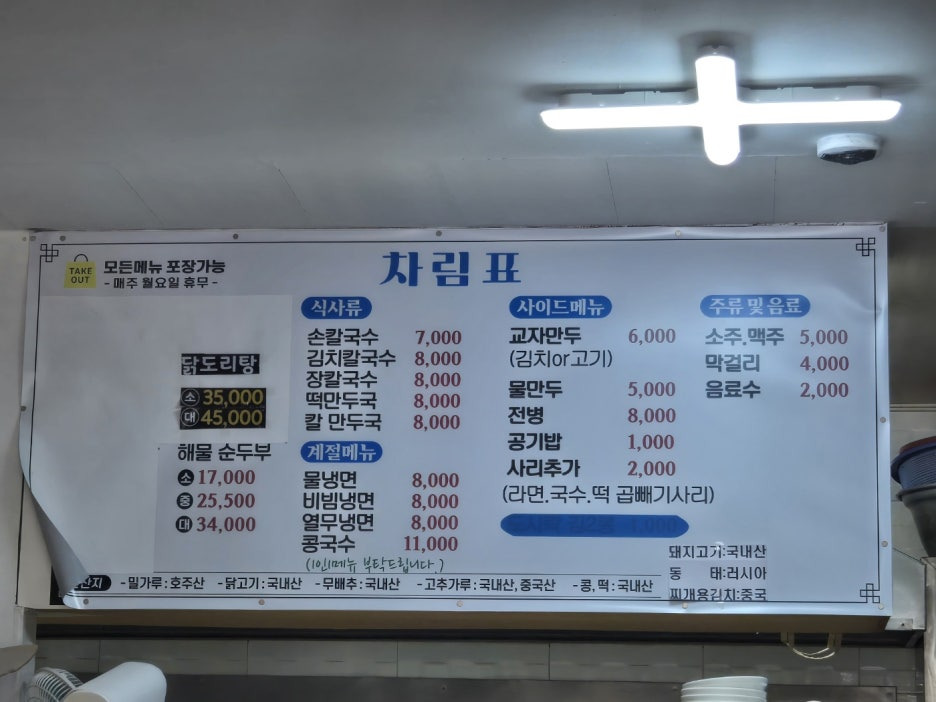 TAKE OUT
모든메뉴 포장가능
- 매주 월요일 휴무 -
차림표
닭도리탕
소 35,000
대 45,000
해물 순두부
소 17,000
중 25,500
대 34,000
식사류
손칼국수 7,000
김치칼국수 8,000
장칼국수 8,000
떡만두국 8,000
칼 만두국 8,000
계절메뉴
물냉면 8,000
비빔냉면 8,000
열무냉면 8,000
콩국수 11,000
(1인1메뉴 부탁드립니다.)
사이드메뉴
교자만두 6,000
(김치or고기)
물만두 5,000
전병 8,000
공기밥 1,000
사리추가 2,000
(라면.국수.떡 곱빼기사리)
1,000
주류 및 음료
소주.맥주 5,000
막걸리 4,000
음료수 2,000
돼지고기:국내산
동 태:러시아
찌개용김치:중국
산지 -밀가루:호주산 -닭고기:국내산 -무배추:국내산 -고추가루:국내산,중국산 -콩,떡:국내산